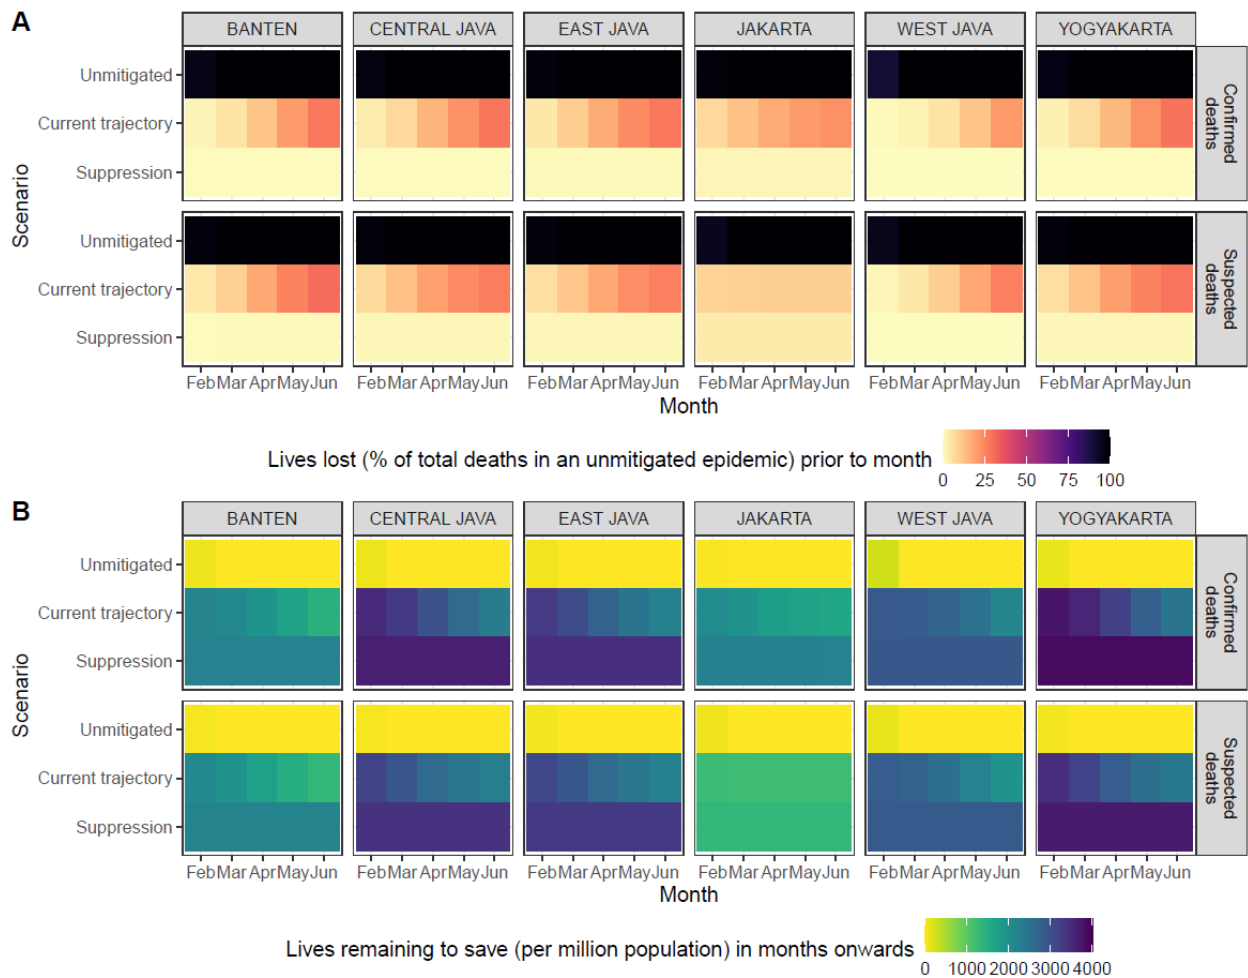 A
BANTEN CENTRAL JAVA EAST JAVA JAKARTA WEST JAVA YOGYAKARTA
Scenario
Unmitigated
Current trajectory
Suppression
Confirmed
deaths
Unmitigated
Current trajectory
Suppression
Suspected
deaths
Feb Mar Apr May Jun Feb Mar Apr May Jun Feb Mar Apr May Jun Feb Mar Apr May Jun Feb Mar Apr May Jun Feb Mar Apr May Jun
Month
Lives lost (% of total deaths in an unmitigated epidemic) prior to month
0 25 50 75 100
B
BANTEN CENTRAL JAVA EAST JAVA JAKARTA WEST JAVA YOGYAKARTA
Scenario
Unmitigated
Current trajectory
Suppression
Confirmed
deaths
Unmitigated
Current trajectory
Suppression
Suspected
deaths
Feb Mar Apr May Jun Feb Mar Apr May Jun Feb Mar Apr May Jun Feb Mar Apr May Jun Feb Mar Apr May Jun Feb Mar Apr May Jun
Month
Lives remaining to save (per million population) in months onwards
0 1000 2000 3000 4000